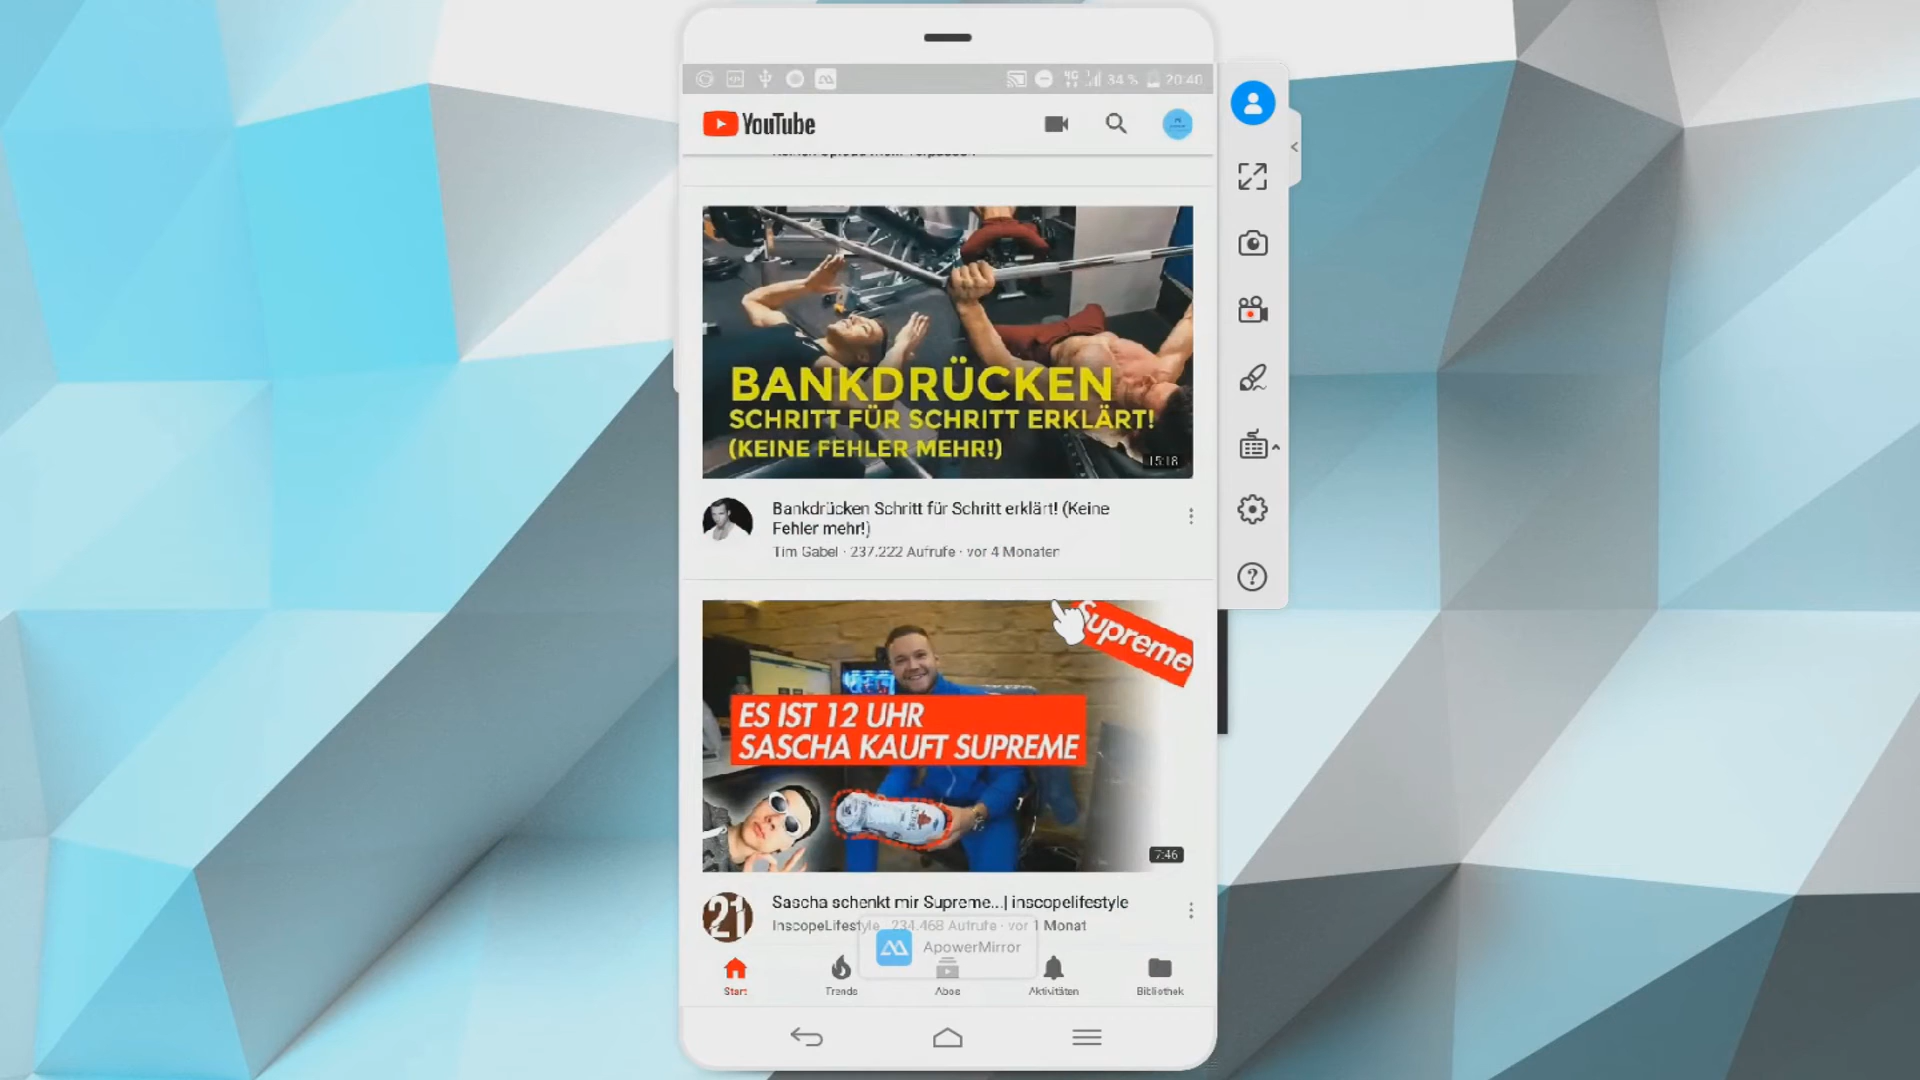 4G 34 % 20:40
YouTube
BANKDRÜCKEN
SCHRITT FÜR SCHRITT ERKLÄRT!
(KEINE FEHLER MEHR!)
15:18
Bankdrücken Schritt für Schritt erklärt! (Keine
Fehler mehr!)
Tim Gabel · 237.222 Aufrufe · vor 4 Monaten
Supreme
ES IST 12 UHR
SASCHA KAUFT SUPREME
7:46
21
Sascha schenkt mir Supreme...| inscopelifestyle
InscopeLifestyle · 234.468 Aufrufe · vor 1 Monat
ApowerMirror
Start
Trends
Abos
Aktivitäten
Bibliothek